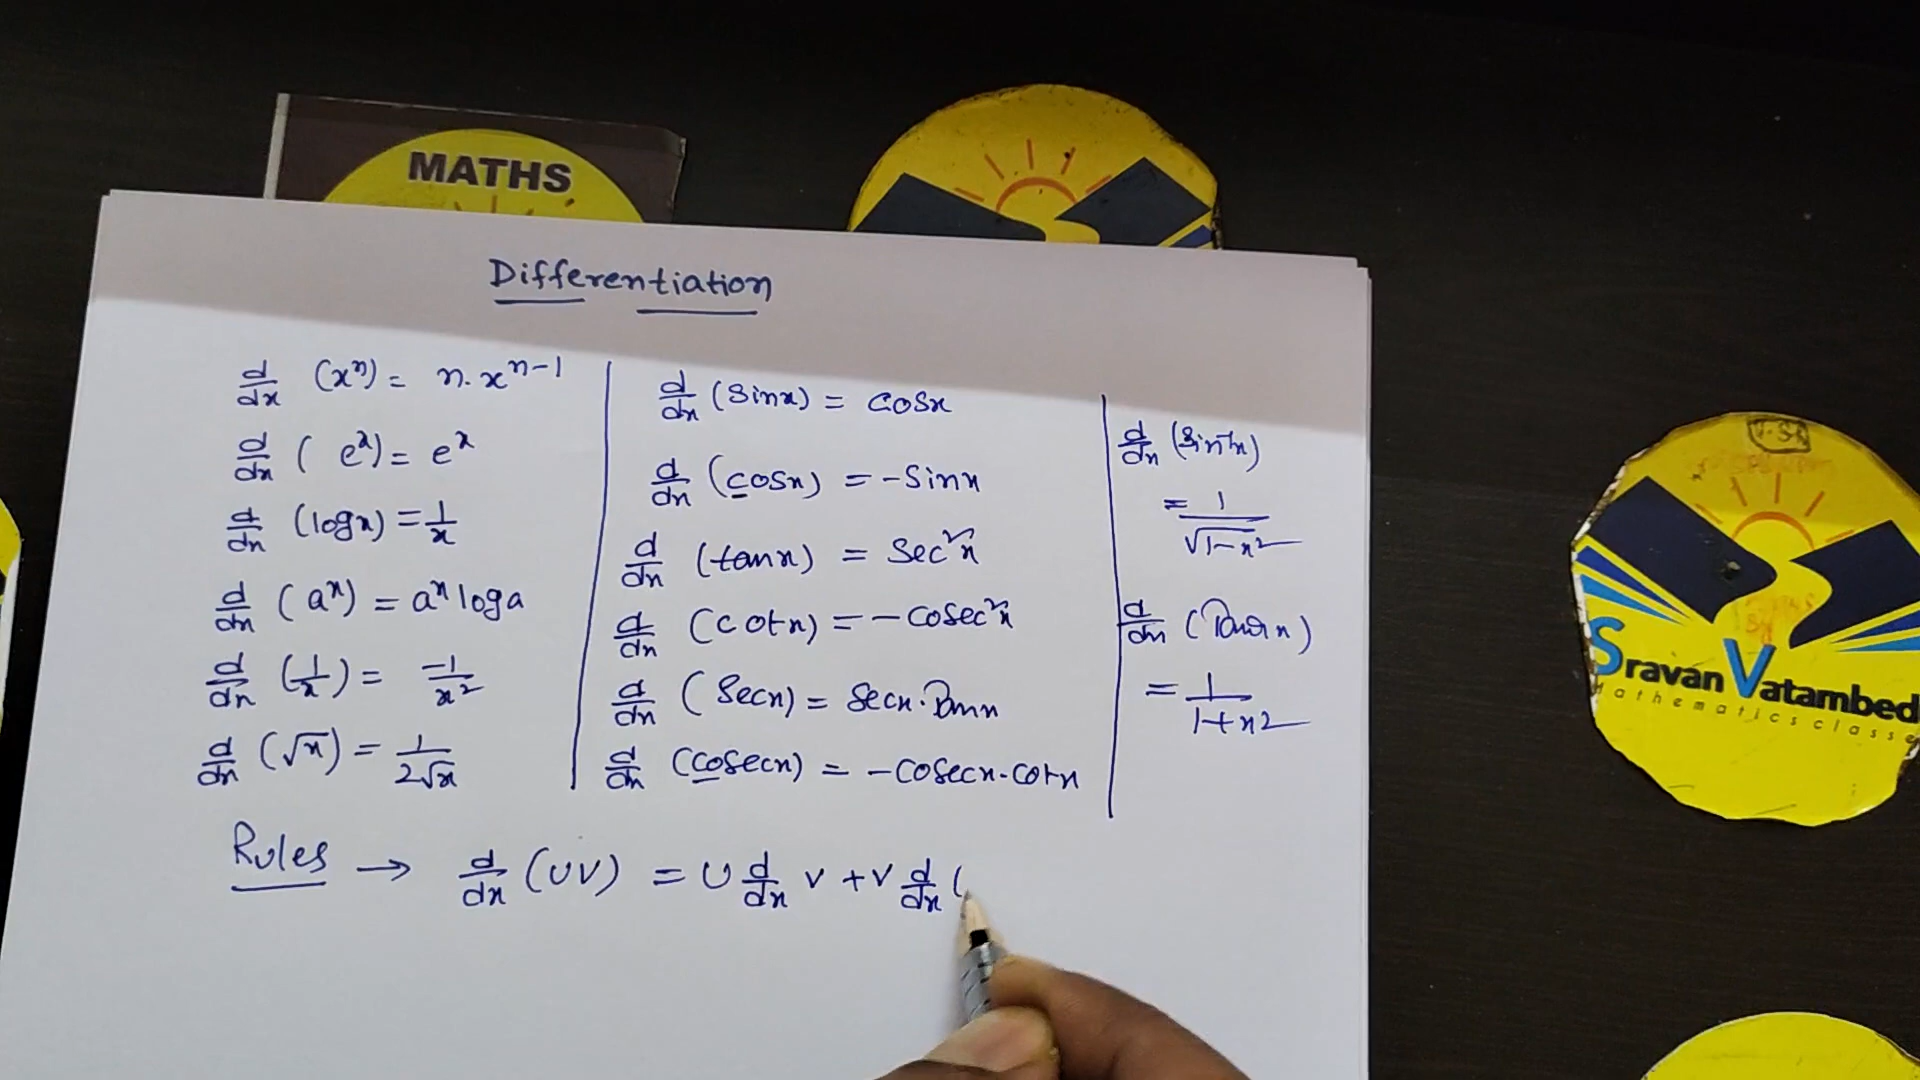 MATHS
Differentiation
d/dx (xⁿ) = n·xⁿ⁻¹
d/dx (eˣ) = eˣ
d/dx (logx) = 1/x
d/dx (aˣ) = aˣ loga
d/dx (1/x) = -1/x²
d/dx (√x) = 1/2√x
d/dx (Sinx) = cosx
d/dx (cosx) = -Sinx
d/dx (tanx) = Sec²x
d/dx (cotx) = -cosec²x
d/dx (Secx) = Secx·Tanx
d/dx (cosecx) = -cosecx·cotx
d/dx (Sin⁻¹x)
= 1/√1-x²
d/dx (Tan⁻¹x)
= 1/1+x²
Rules → d/dx (UV) = U d/dx V + V d/dx (
V.SR
Sravan Vatambed
Mathematics classe